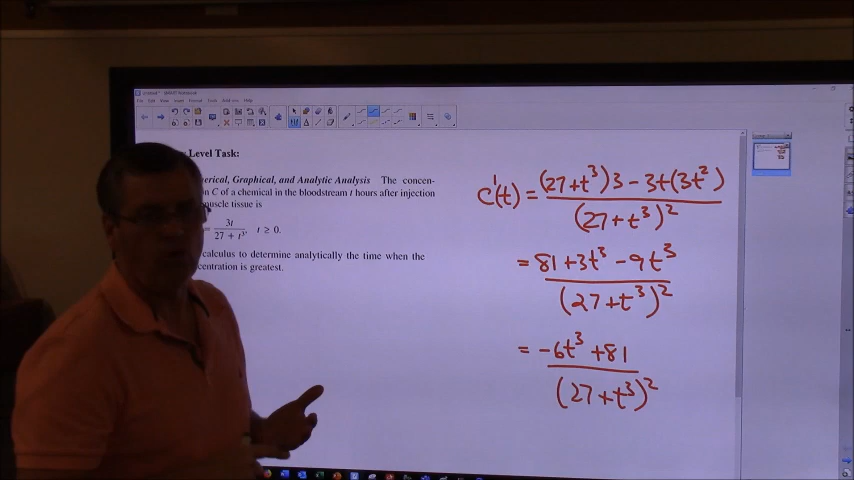 Level Task:
erical, Graphical, and Analytic Analysis The concen-
n C of a chemical in the bloodstream t hours after injection
uscle tissue is
= 3t / 27 + t³, t ≥ 0.
calculus to determine analytically the time when the
centration is greatest.
C'(t) = (27+t³)3 - 3t(3t²) / (27+t³)²
= 81 + 3t³ - 9t³ / (27+t³)²
= -6t³ + 81 / (27+t³)²